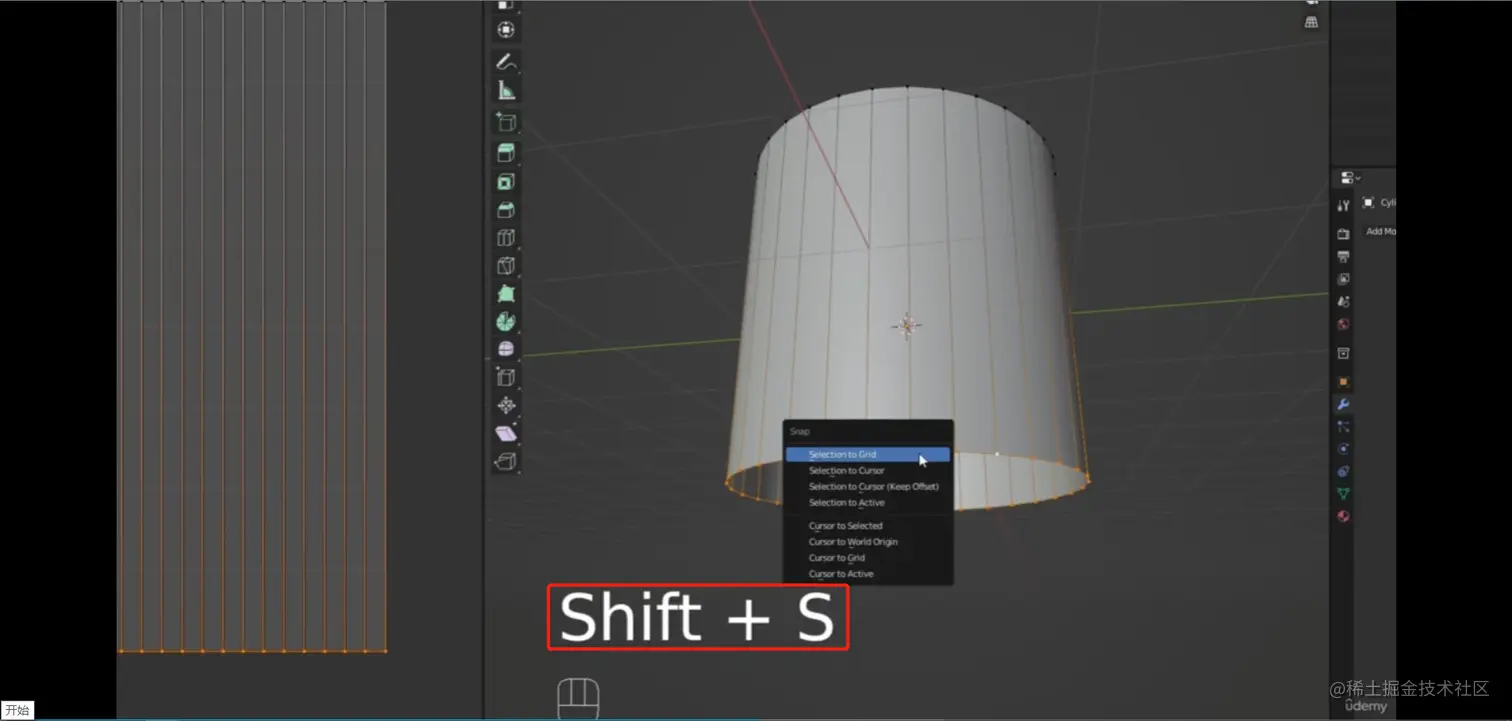 Cyli
Add Mo
Snap
Selection to Grid
Selection to Cursor
Selection to Cursor (Keep Offset)
Selection to Active
Cursor to Selected
Cursor to World Origin
Cursor to Grid
Cursor to Active
Shift + S
@稀土掘金技术社区
ûdemy
开始